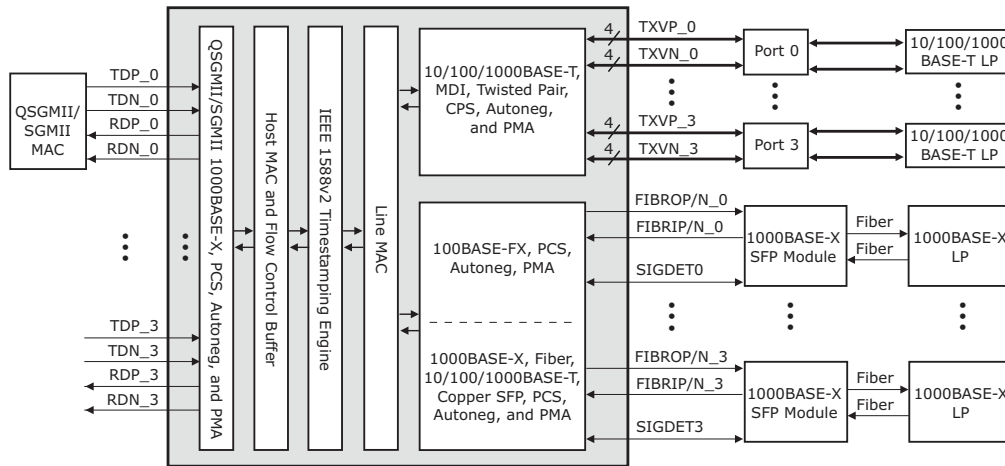 TDP_0
TDN_0
RDP_0
RDN_0
QSGMII/
SGMII
MAC
TDP_3
TDN_3
RDP_3
RDN_3
QSGMII/SGMII 1000BASE-X, PCS, Autoneg, and PMA
Host MAC and Flow Control Buffer
IEEE 1588v2 Timestamping Engine
Line MAC
10/100/1000BASE-T,
MDI, Twisted Pair,
CPS, Autoneg,
and PMA
100BASE-FX, PCS,
Autoneg, PMA
1000BASE-X, Fiber,
10/100/1000BASE-T,
Copper SFP, PCS,
Autoneg, and PMA
4 TXVP_0
4 TXVN_0
4 TXVP_3
4 TXVN_3
Port 0
Port 3
10/100/1000
BASE-T LP
10/100/1000
BASE-T LP
FIBROP/N_0
FIBRIP/N_0
SIGDET0
1000BASE-X
SFP Module
Fiber
Fiber
1000BASE-X
LP
FIBROP/N_3
FIBRIP/N_3
SIGDET3
1000BASE-X
SFP Module
Fiber
Fiber
1000BASE-X
LP